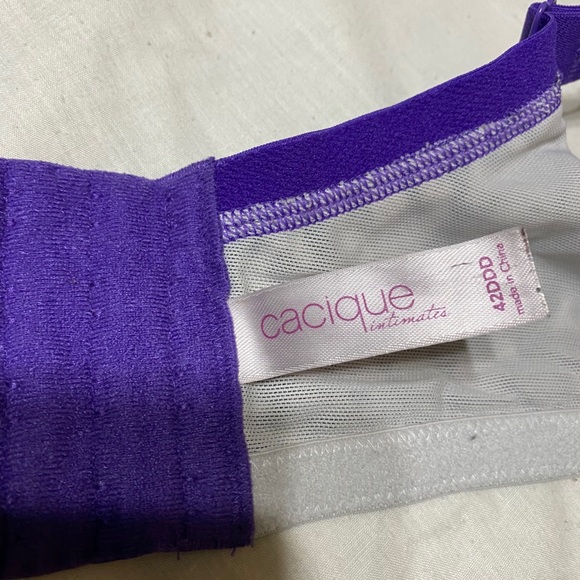 cacique
intimates
42DDD
made in China